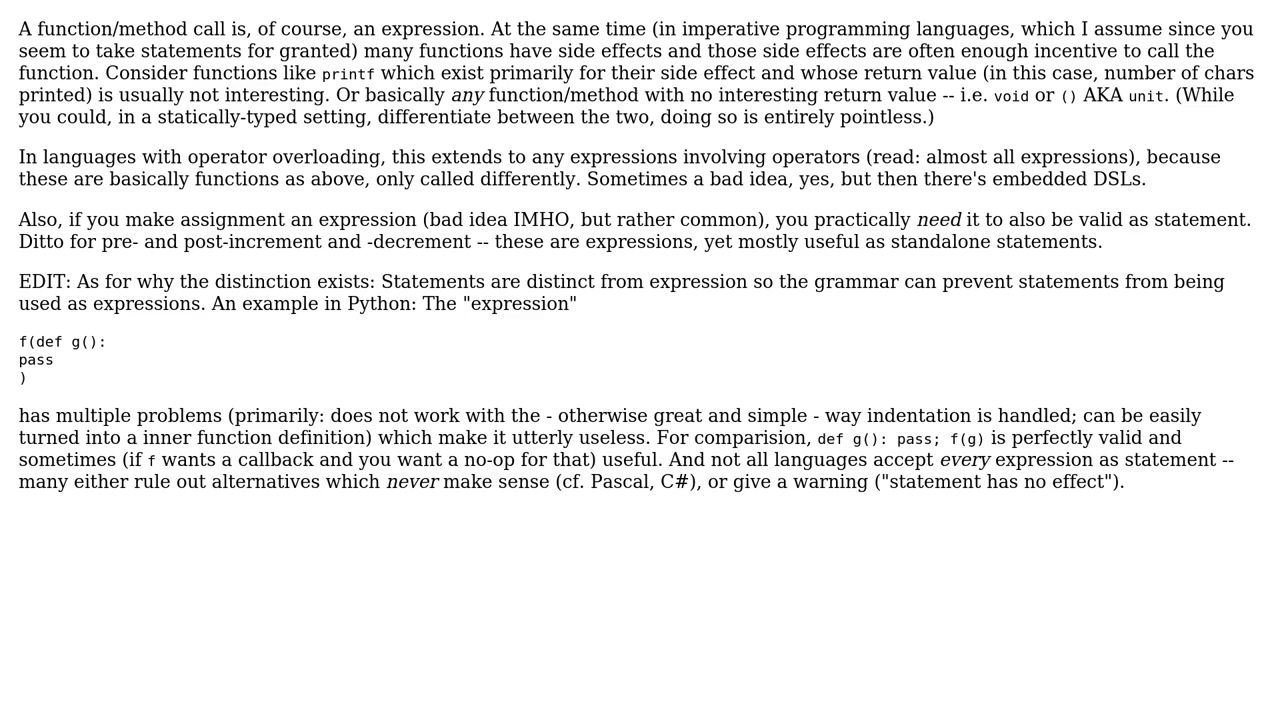 A function/method call is, of course, an expression. At the same time (in imperative programming languages, which I assume since you
seem to take statements for granted) many functions have side effects and those side effects are often enough incentive to call the
function. Consider functions like printf which exist primarily for their side effect and whose return value (in this case, number of chars
printed) is usually not interesting. Or basically any function/method with no interesting return value -- i.e. void or () AKA unit. (While
you could, in a statically-typed setting, differentiate between the two, doing so is entirely pointless.)
In languages with operator overloading, this extends to any expressions involving operators (read: almost all expressions), because
these are basically functions as above, only called differently. Sometimes a bad idea, yes, but then there's embedded DSLs.
Also, if you make assignment an expression (bad idea IMHO, but rather common), you practically need it to also be valid as statement.
Ditto for pre- and post-increment and -decrement -- these are expressions, yet mostly useful as standalone statements.
EDIT: As for why the distinction exists: Statements are distinct from expression so the grammar can prevent statements from being
used as expressions. An example in Python: The "expression"
f(def g():
pass
)
has multiple problems (primarily: does not work with the - otherwise great and simple - way indentation is handled; can be easily
turned into a inner function definition) which make it utterly useless. For comparision, def g(): pass; f(g) is perfectly valid and
sometimes (if f wants a callback and you want a no-op for that) useful. And not all languages accept every expression as statement --
many either rule out alternatives which never make sense (cf. Pascal, C#), or give a warning ("statement has no effect").